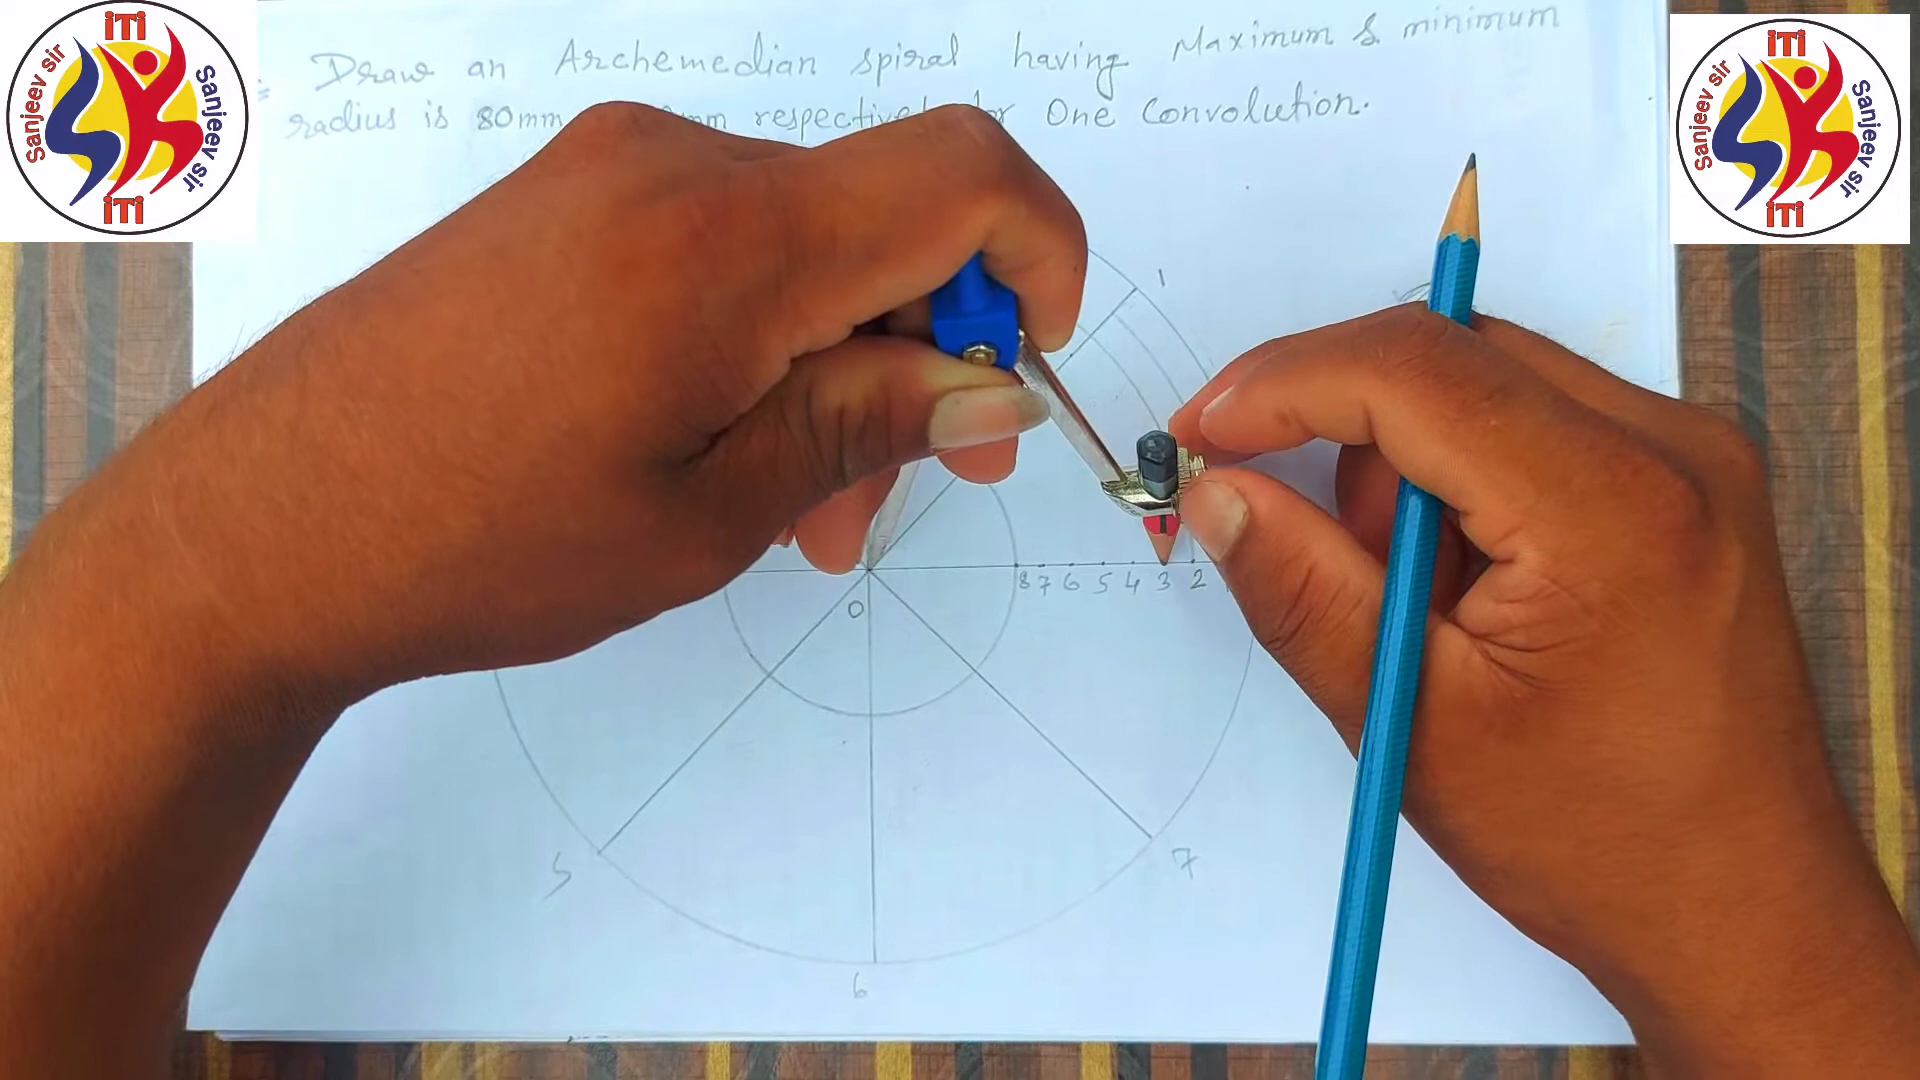 iTi
Sanjeev sir
Sanjeev sir
iTi
Draw an Archemedian spiral having Maximum & minimum
radius is 80mm mm One Convolution.
iTi
Sanjeev sir
Sanjeev sir
iTi
1
8 7 6 5 4 3 2
O
5
7
6